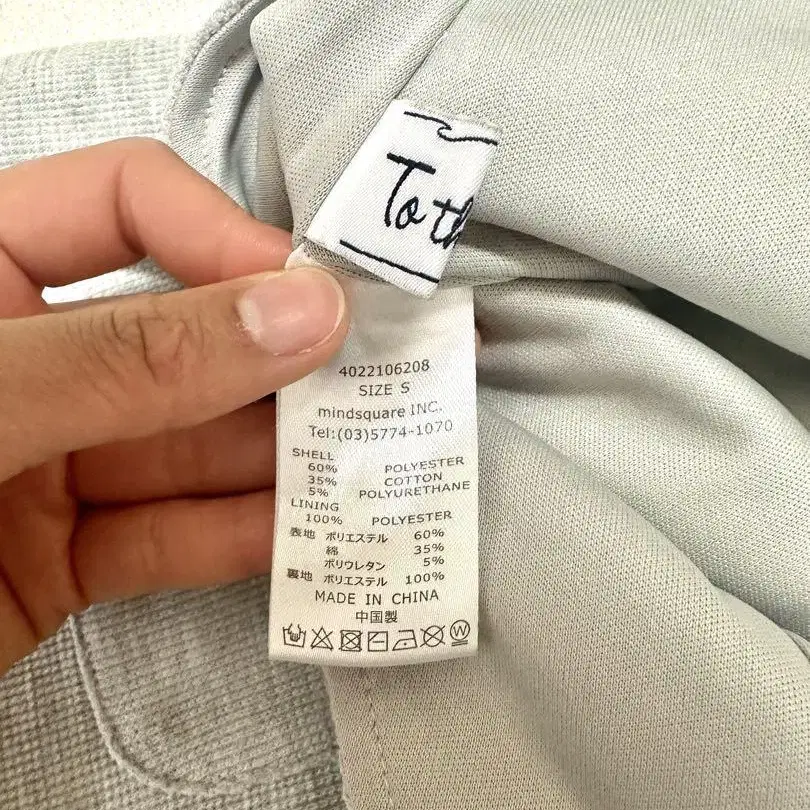 To
4022106208
SIZE S
mindsquare INC.
Tel:(03)5774-1070
SHELL
60% POLYESTER
35% COTTON
5% POLYURETHANE
LINING
100% POLYESTER
表地 ポリエステル 60%
綿 35%
ポリウレタン 5%
裏地 ポリエステル 100%
MADE IN CHINA
中国製
W